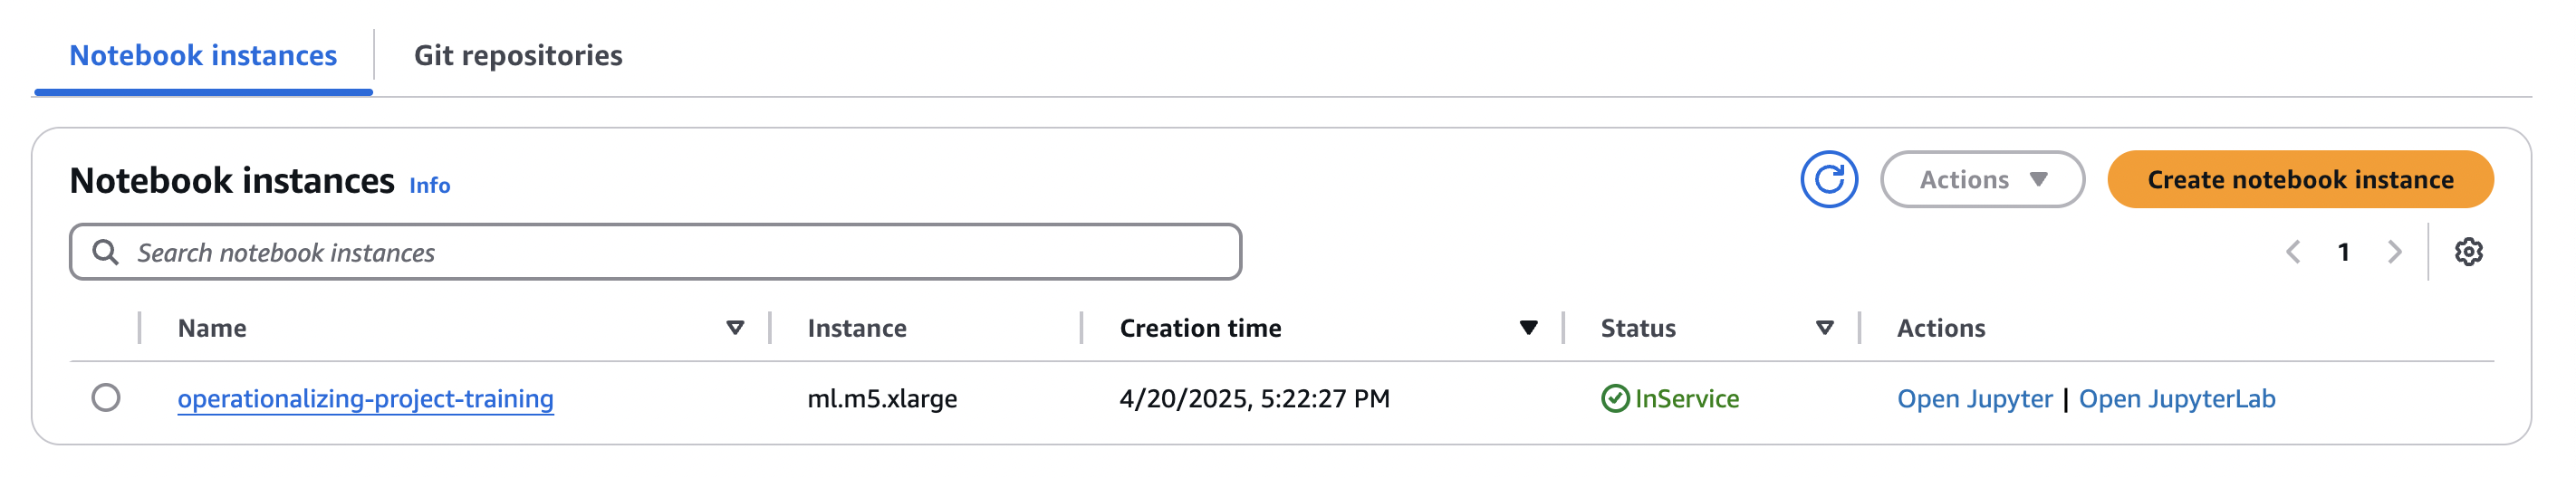 Notebook instances Git repositories
Notebook instances Info Actions Create notebook instance
Search notebook instances 1
Name Instance Creation time Status Actions
operationalizing-project-training ml.m5.xlarge 4/20/2025, 5:22:27 PM InService Open Jupyter | Open JupyterLab